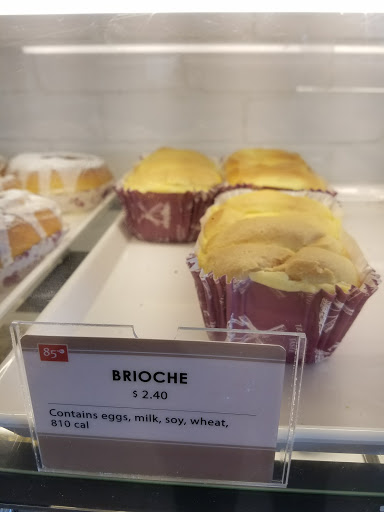 85°
BRIOCHE
$ 2.40
Contains eggs, milk, soy, wheat,
810 cal